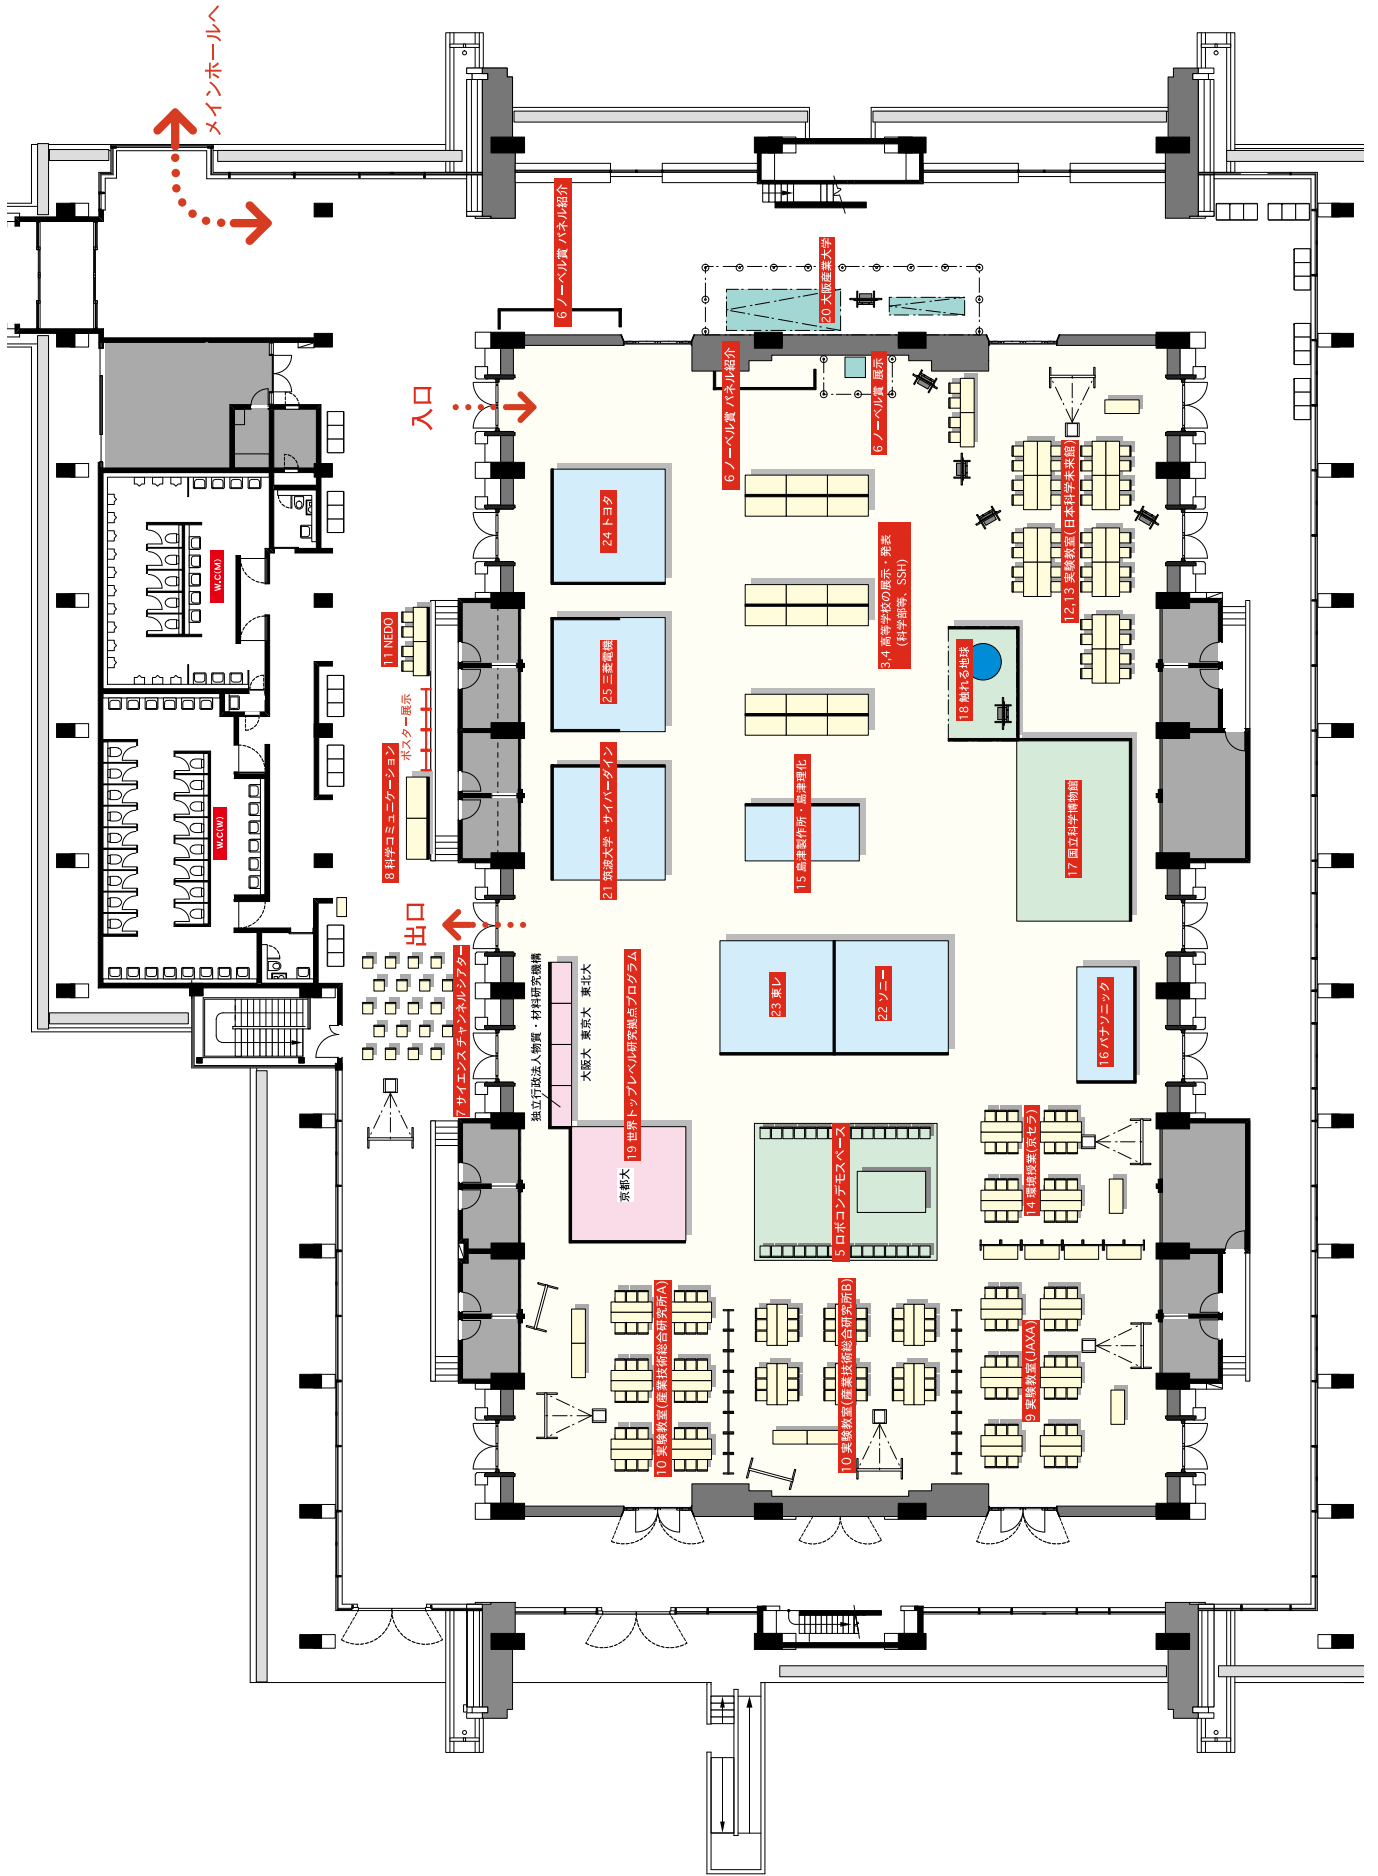 メインホールへ
6 ノーベル賞 パネル紹介
20 大阪産業大学
入口
6 ノーベル賞 パネル紹介
6 ノーベル賞 展示
24 トヨタ
W.C(M)
3,4 高等学校の展示・発表
(科学部等、SSH)
12,13 実験教室(日本科学未来館)
11 NEDO
25 三菱電機
18 触れる地球
ポスター展示
8 科学コミュニケーション
W.C(W)
21 筑波大学・サイバーダイン
15 島津製作所・島津理化
17 国立科学博物館
出口
7 サイエンスチャンネルシアター
独立行政法人物質・材料研究機構
大阪大 東京大 東北大
19 世界トップレベル研究拠点プログラム
京都大
23 東レ
22 ソニー
16 パナソニック
5 ロボコンデモスペース
14 環境授業(京セラ)
10 実験教室(産業技術総合研究所A)
10 実験教室(産業技術総合研究所B)
9 実験教室(JAXA)